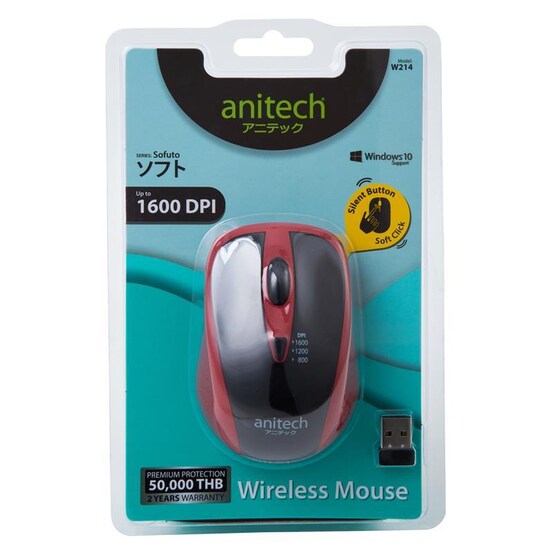 Model:
W214
anitech
アニテック
SERIES: Sofuto
ソフト
Windows 10
Support
Up to
1600 DPI
Silent Button
Soft Click
DPI
1600
1200
800
anitech
アニテック
PREMIUM PROTECTION
50,000 THB
2 YEARS WARRANTY
Wireless Mouse